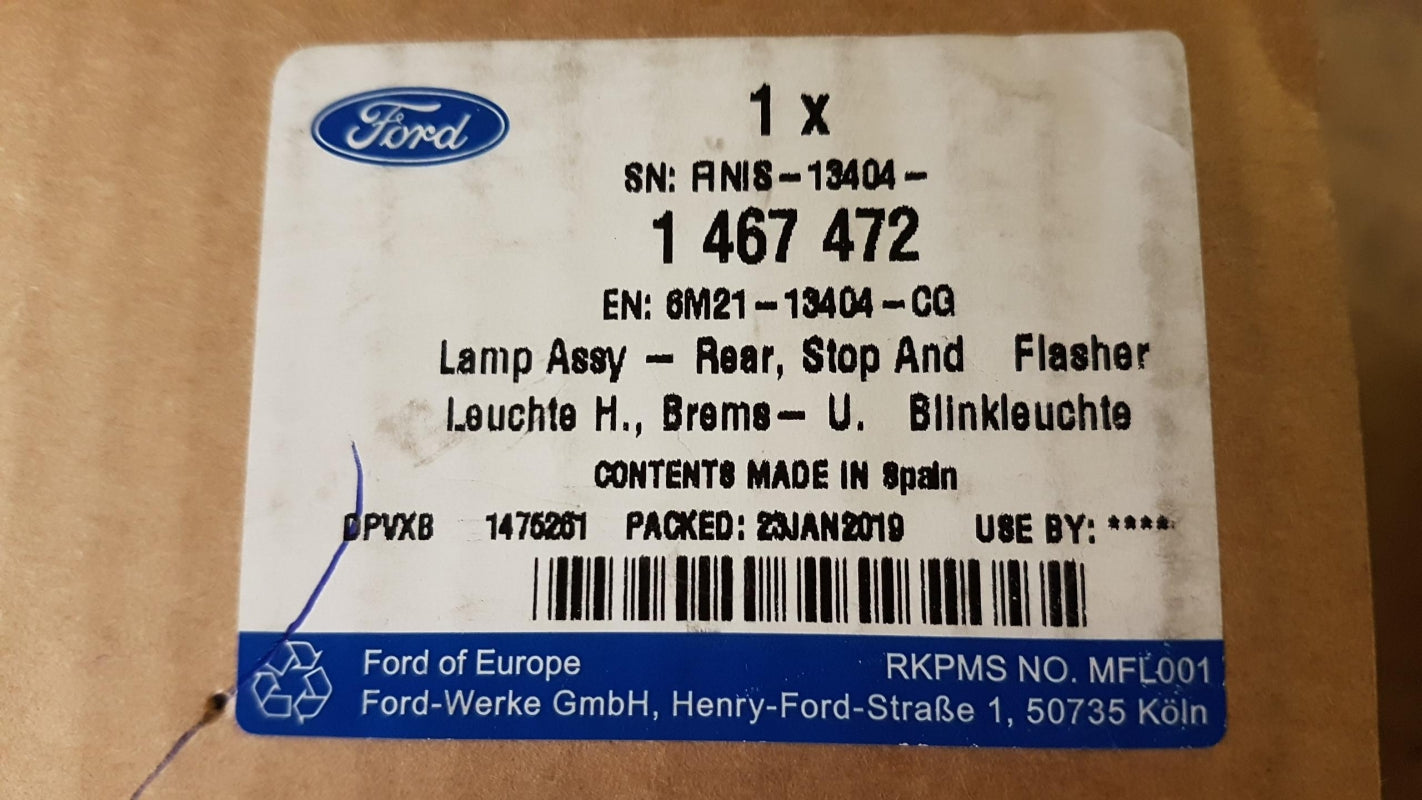 Ford
1 x
SN: FINIS-13404-
1 467 472
EN: 6M21-13404-CG
Lamp Assy - Rear, Stop And Flasher
Leuchte H., Brems- U. Blinkleuchte
CONTENTS MADE IN Spain
DPVXB 1475261 PACKED: 23JAN2019 USE BY: ****
Ford of Europe RKPMS NO. MFL001
Ford-Werke GmbH, Henry-Ford-Straße 1, 50735 Köln